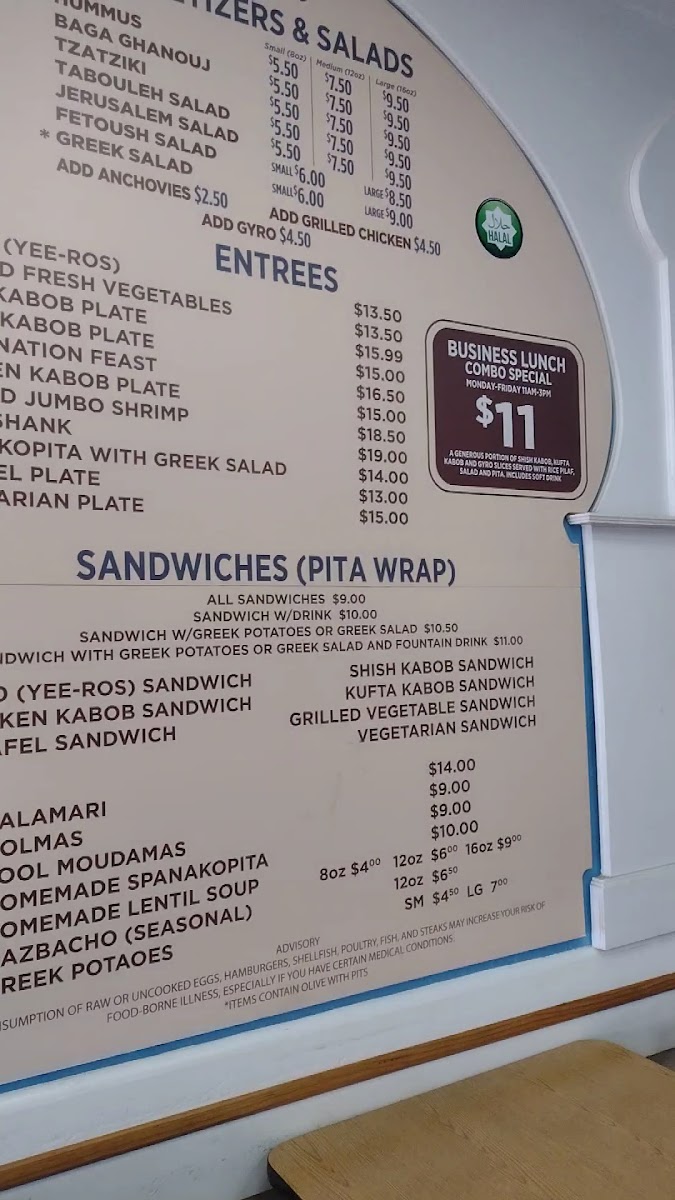 TIZERS & SALADS
Small (8oz) Medium (12oz) Large (16oz)
HUMMUS $5.50 $7.50 $9.50
BAGA GHANOUJ $5.50 $7.50 $9.50
TZATZIKI $5.50 $7.50 $9.50
TABOULEH SALAD $5.50 $7.50 $9.50
JERUSALEM SALAD $5.50 $7.50 $9.50
FETOUSH SALAD SMALL $6.00 LARGE $8.50
* GREEK SALAD SMALL $6.00 LARGE $9.00
ADD ANCHOVIES $2.50 ADD GRILLED CHICKEN $4.50
ADD GYRO $4.50
حلال
HALAL
ENTREES
(YEE-ROS) $13.50
D FRESH VEGETABLES $13.50
KABOB PLATE $15.99
KABOB PLATE $15.00
NATION FEAST $16.50
EN KABOB PLATE $15.00
D JUMBO SHRIMP $18.50
SHANK $19.00
KOPITA WITH GREEK SALAD $14.00
EL PLATE $13.00
ARIAN PLATE $15.00
BUSINESS LUNCH
COMBO SPECIAL
MONDAY-FRIDAY 11AM-3PM
$11
A GENEROUS PORTION OF SHISH KABOB, KUFTA
KABOB AND GYRO SLICES SERVED WITH RICE PILAF,
SALAD AND PITA. INCLUDES SOFT DRINK
SANDWICHES (PITA WRAP)
ALL SANDWICHES $9.00
SANDWICH W/DRINK $10.00
SANDWICH W/GREEK POTATOES OR GREEK SALAD $10.50
NDWICH WITH GREEK POTATOES OR GREEK SALAD AND FOUNTAIN DRINK $11.00
O (YEE-ROS) SANDWICH
KEN KABOB SANDWICH
AFEL SANDWICH
SHISH KABOB SANDWICH
KUFTA KABOB SANDWICH
GRILLED VEGETABLE SANDWICH
VEGETARIAN SANDWICH
ALAMARI $14.00
OLMAS $9.00
OOL MOUDAMAS $9.00
OMEMADE SPANAKOPITA $10.00
OMEMADE LENTIL SOUP 8oz $4.00 12oz $6.00 16oz $9.00
AZBACHO (SEASONAL) 12oz $6.50
REEK POTAOES SM $4.50 LG 7.00
ADVISORY
NSUMPTION OF RAW OR UNCOOKED EGGS, HAMBURGERS, SHELLFISH, POULTRY, FISH, AND STEAKS MAY INCREASE YOUR RISK OF
FOOD-BORNE ILLNESS, ESPECIALLY IF YOU HAVE CERTAIN MEDICAL CONDITIONS.
*ITEMS CONTAIN OLIVE WITH PITS